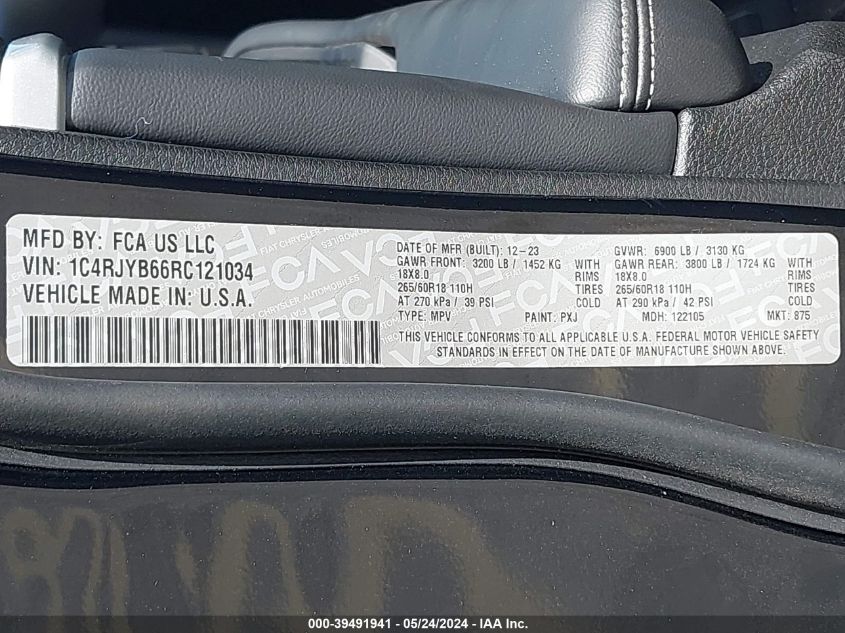 MFD BY: FCA US LLC
VIN: 1C4RJYB66RC121034
VEHICLE MADE IN: U.S.A.
DATE OF MFR (BUILT): 12-23 GVWR: 6900 LB / 3130 KG
GAWR FRONT: 3200 LB / 1452 KG WITH GAWR REAR: 3800 LB / 1724 KG WITH
18X8.0 RIMS 18X8.0 RIMS
265/60R18 110H TIRES 265/60R18 110H TIRES
AT 270 kPa / 39 PSI COLD AT 290 kPa / 42 PSI COLD
TYPE: MPV PAINT: PXJ MDH: 122105 MKT: 875
THIS VEHICLE CONFORMS TO ALL APPLICABLE U.S.A. FEDERAL MOTOR VEHICLE SAFETY
STANDARDS IN EFFECT ON THE DATE OF MANUFACTURE SHOWN ABOVE.
000-39491941 - 05/24/2024 - IAA Inc.